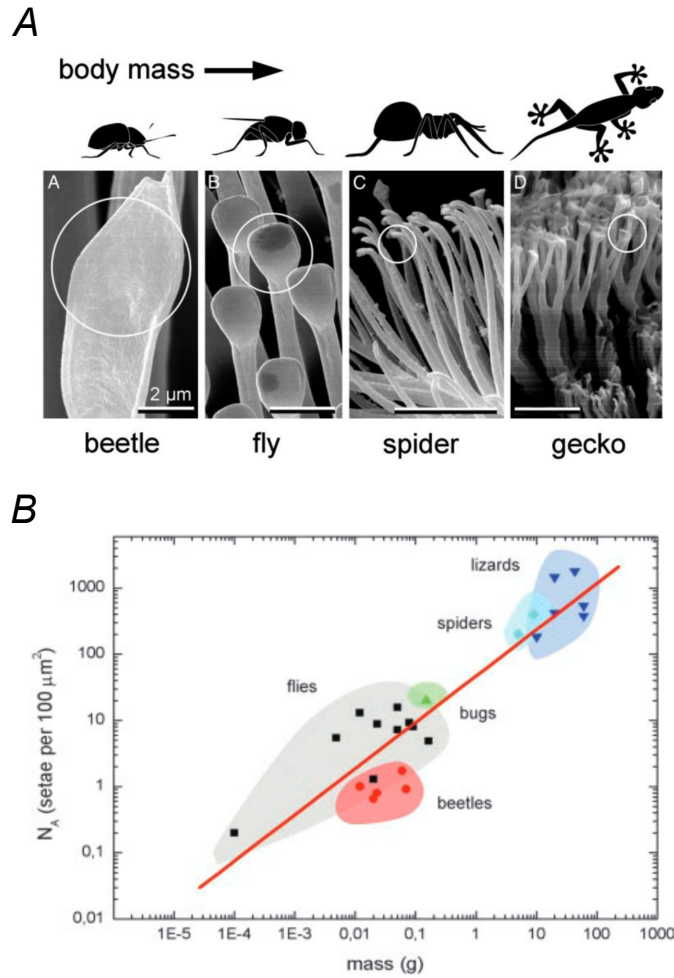 A
body mass
A
B
C
D
2 µm
beetle
fly
spider
gecko
B
N_A (setae per 100 µm²)
1000
100
10
1
0,1
0,01
lizards
spiders
flies
bugs
beetles
1E-5 1E-4 1E-3 0,01 0,1 1 10 100 1000
mass (g)